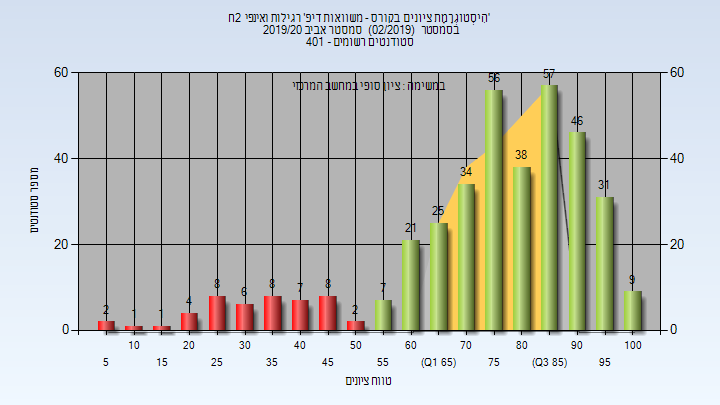 הִיסְטוֹגְרָמַת ציונים בקורס - משוואות דיפ' רגילות ואינפי 2ח'
בסמסטר (02/2019) סמסטר אביב 2019/20
סטודנטים רשומים - 401
במשימה : ציון סופי במחשב המרכזי
מספר סטודנטים
60 60
40 40
20 20
0 0
2 1 1 4 8 6 8 7 8 2 7 21 25 34 56 38 57 46 31 9
10 20 30 40 50 60 70 80 90 100
5 15 25 35 45 55 (Q1 65) 75 (Q3 85) 95
טווח ציונים